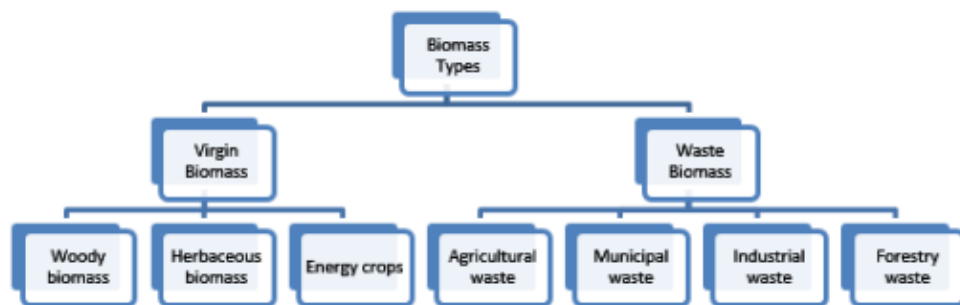 Biomass
Types
Virgin
Biomass
Waste
Biomass
Woody
biomass
Herbaceous
biomass
Energy crops
Agricultural
waste
Municipal
waste
Industrial
waste
Forestry
waste